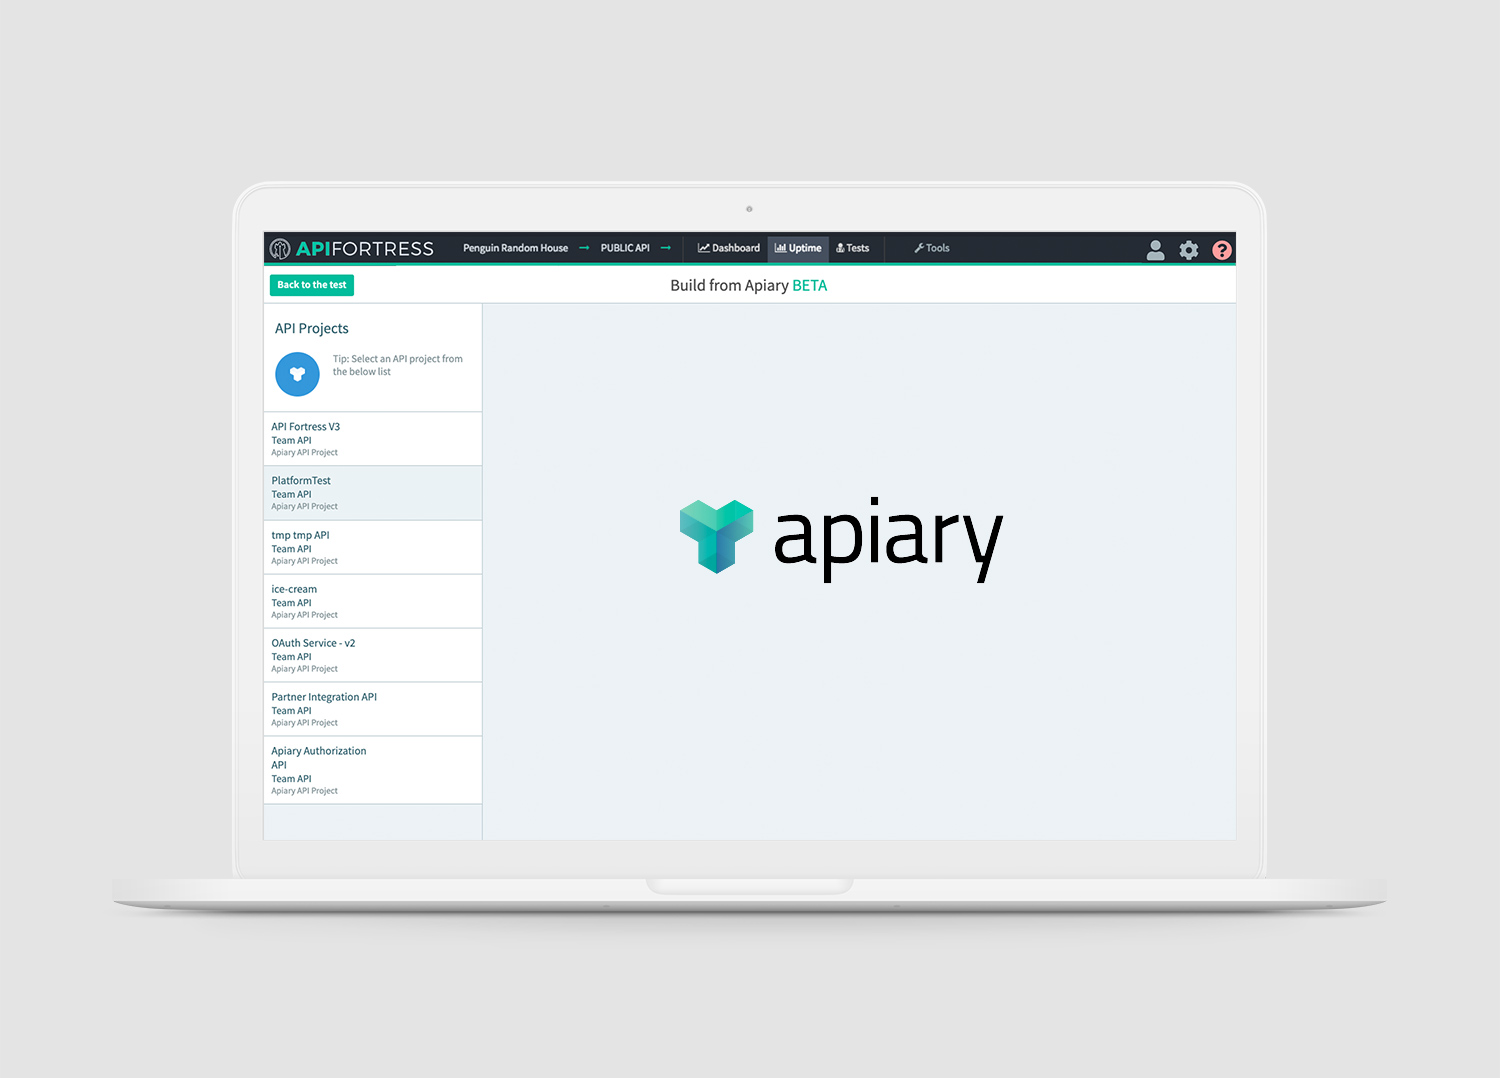 APIFORTRESS Penguin Random House → PUBLIC API → Dashboard Uptime Tests Tools ?
Back to the test
Build from Apiary BETA
API Projects
Tip: Select an API project from
the below list
API Fortress V3
Team API
Apiary API Project
PlatformTest
Team API
Apiary API Project
tmp tmp API
Team API
Apiary API Project
ice-cream
Team API
Apiary API Project
OAuth Service - v2
Team API
Apiary API Project
Partner Integration API
Team API
Apiary API Project
Apiary Authorization
API
Team API
Apiary API Project
apiary